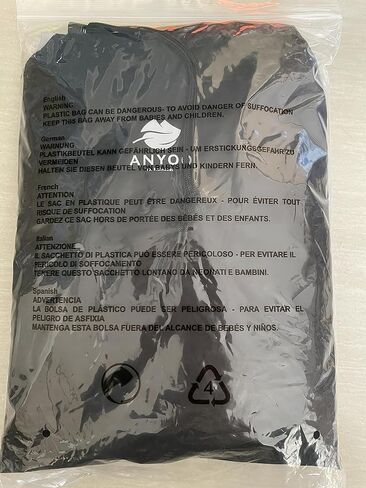 English
WARNING
PLASTIC BAG CAN BE DANGEROUS- TO AVOID DANGER OF SUFFOCATION
KEEP THIS BAG AWAY FROM BABIES AND CHILDREN.
German
WARNUNG
PLASTIKBEUTEL KANN GEFÄHRLICH SEIN - UM ERSTICKUNGSGEFAHR ZU
VERMEIDEN
HALTEN SIE DIESEN BEUTEL VON BABYS UND KINDERN FERN.
French
ATTENTION
LE SAC EN PLASTIQUE PEUT ÊTRE DANGEREUX - POUR ÉVITER TOUT
RISQUE DE SUFFOCATION
GARDEZ CE SAC HORS DE PORTÉE DES BÉBÉS ET DES ENFANTS.
Italian
ATTENZIONE
IL SACCHETTO DI PLASTICA PUÒ ESSERE PERICOLOSO - PER EVITARE IL
PERICOLO DI SOFFOCAMENTO
TENERE QUESTO SACCHETTO LONTANO DA NEONATI E BAMBINI.
Spanish
ADVERTENCIA
LA BOLSA DE PLÁSTICO PUEDE SER PELIGROSA - PARA EVITAR EL
PELIGRO DE ASFIXIA
MANTENGA ESTA BOLSA FUERA DEL ALCANCE DE BEBÉS Y NIÑOS.
4